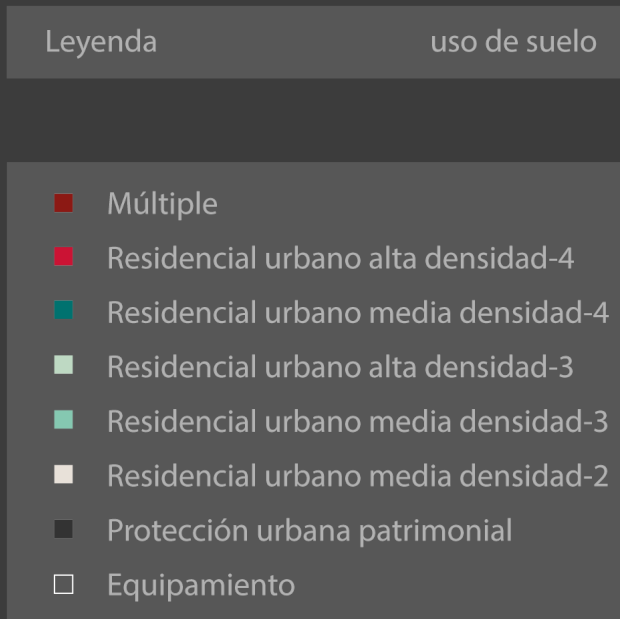 Leyenda uso de suelo
Múltiple
Residencial urbano alta densidad-4
Residencial urbano media densidad-4
Residencial urbano alta densidad-3
Residencial urbano media densidad-3
Residencial urbano media densidad-2
Protección urbana patrimonial
Equipamiento